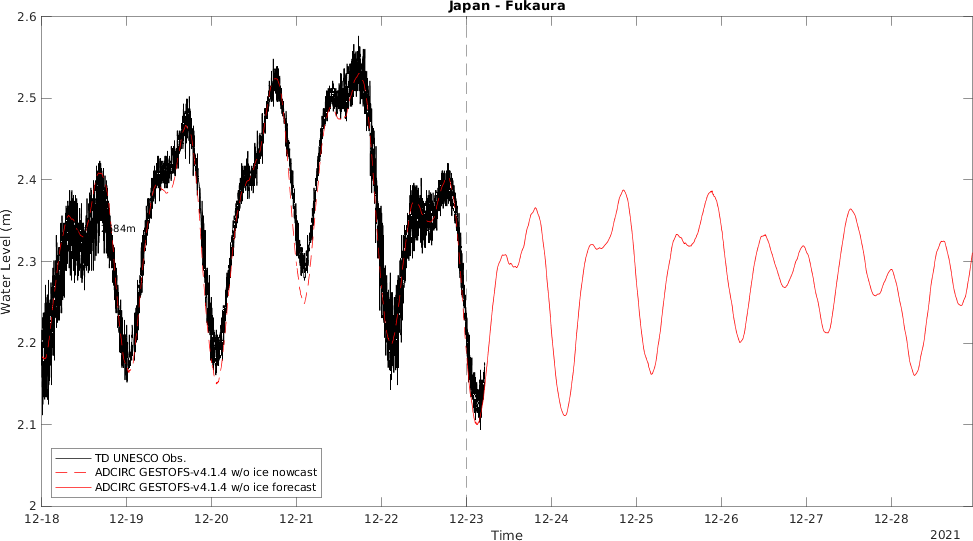 Japan - Fukaura
2.6
2.5
2.4
2.3
2.2
2.1
2
Water Level (m)
84m
TD UNESCO Obs.
ADCIRC GESTOFS-v4.1.4 w/o ice nowcast
ADCIRC GESTOFS-v4.1.4 w/o ice forecast
12-18 12-19 12-20 12-21 12-22 12-23 12-24 12-25 12-26 12-27 12-28
Time
2021